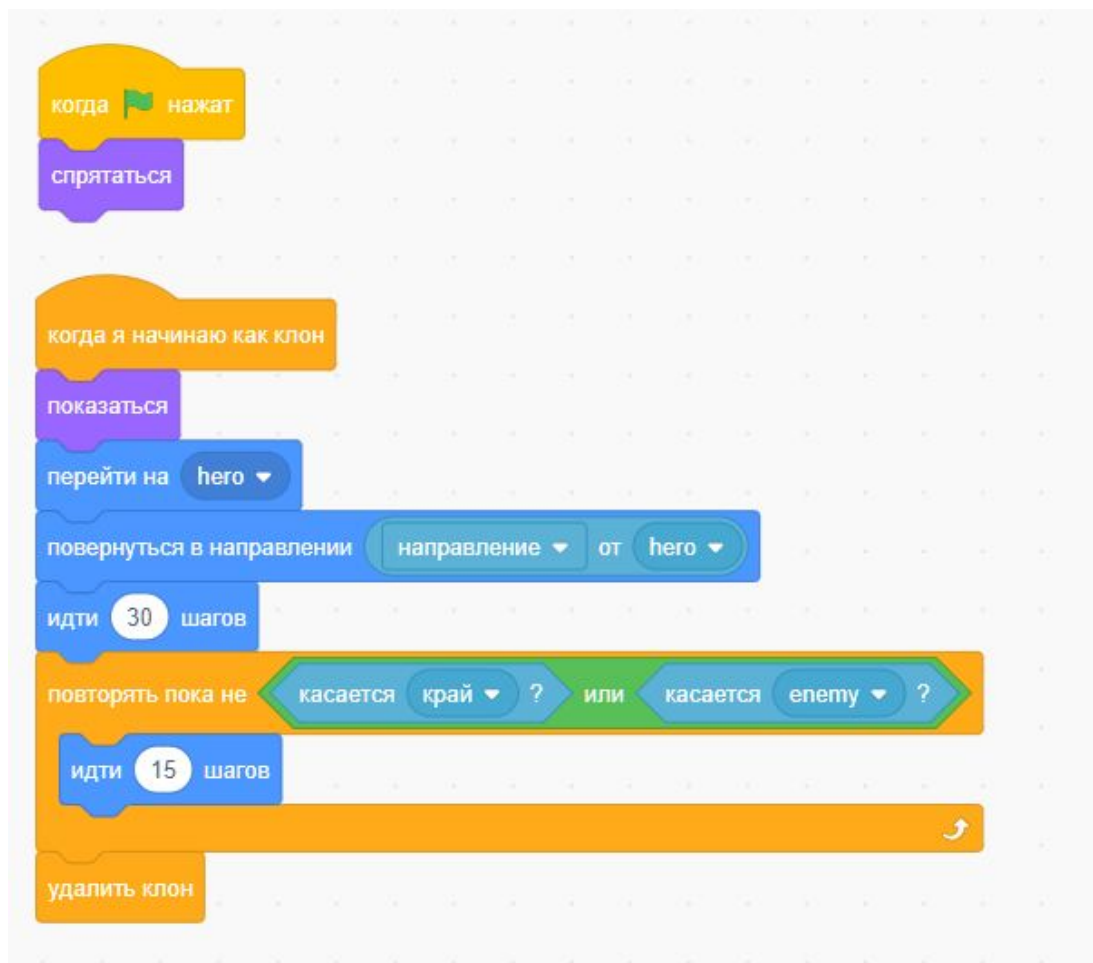 когда нажат
спрятаться
когда я начинаю как клон
показаться
перейти на hero
повернуться в направлении направление от hero
идти 30 шагов
повторять пока не касается край ? или касается enemy ?
идти 15 шагов
удалить клон